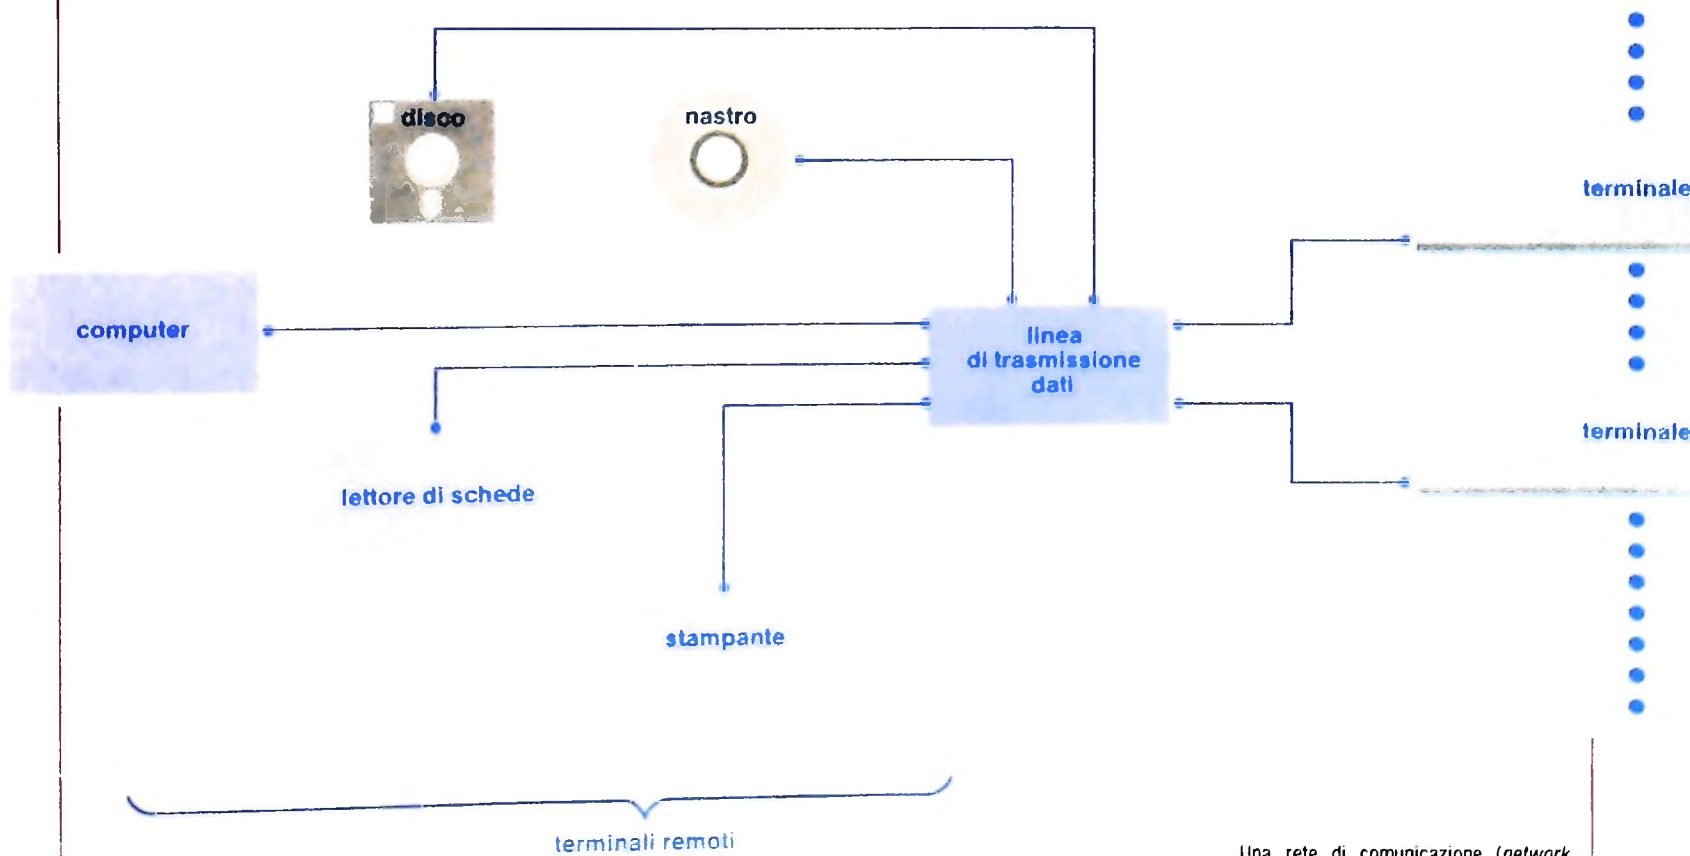 disco
nastro
terminale
computer
linea
di trasmissione
dati
terminale
lettore di schede
stampante
terminali remoti
Una rete di comunicazione (network